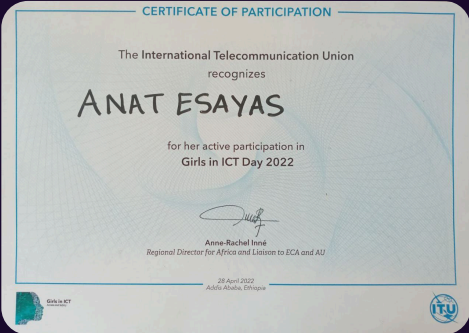 CERTIFICATE OF PARTICIPATION
The International Telecommunication Union
recognizes
ANAT ESAYAS
for her active participation in
Girls in ICT Day 2022
Anne-Rachel Inné
Regional Director for Africa and Liaison to ECA and AU
28 April 2022
Addis Ababa, Ethiopia
Girls in ICT
ITU